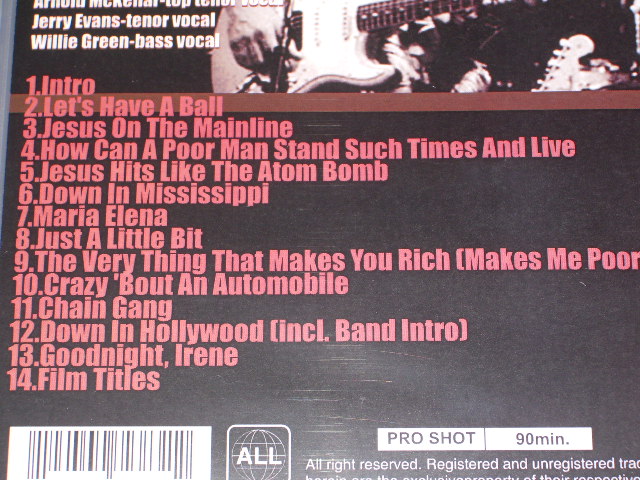 Arnold McKellar-top tenor vocal
Jerry Evans-tenor vocal
Willie Green-bass vocal
1.Intro
2.Let's Have A Ball
3.Jesus On The Mainline
4.How Can A Poor Man Stand Such Times And Live
5.Jesus Hits Like The Atom Bomb
6.Down In Mississippi
7.Maria Elena
8.Just A Little Bit
9.The Very Thing That Makes You Rich (Makes Me Poor
10.Crazy 'Bout An Automobile
11.Chain Gang
12.Down In Hollywood (incl. Band Intro)
13.Goodnight, Irene
14.Film Titles
ALL
PRO SHOT 90min.
All right reserved. Registered and unregistered trad
herein are the exclusiveproperty of their respective